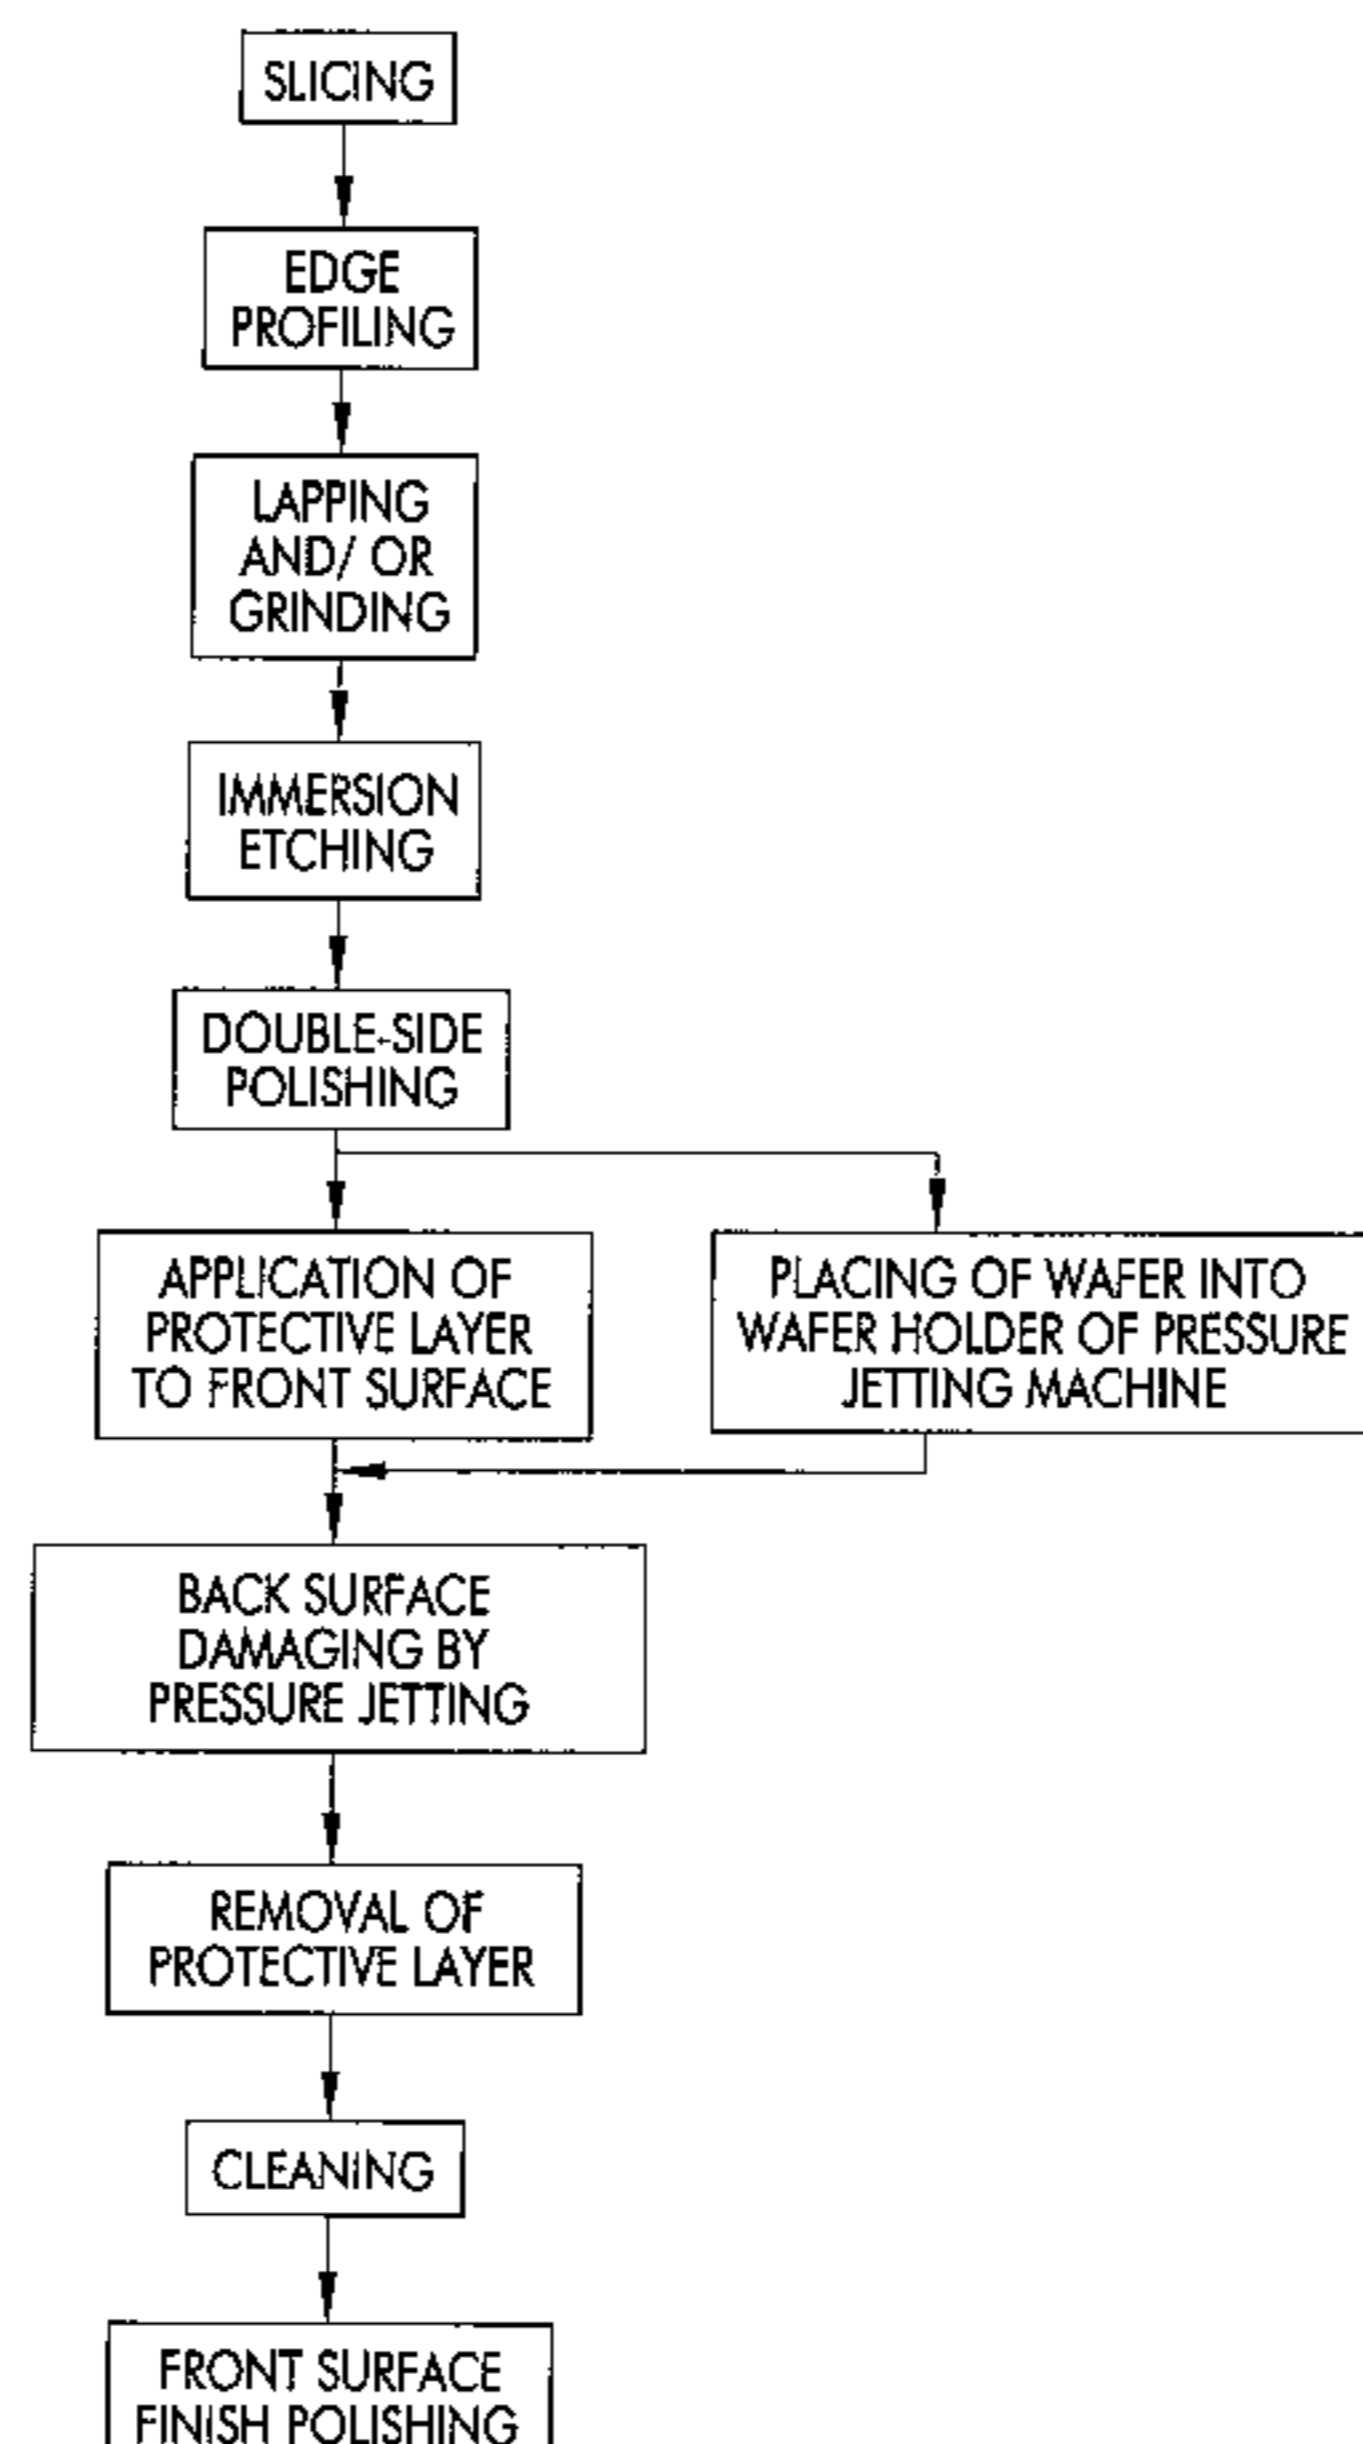 SLICING
EDGE
PROFILING
LAPPING
AND/ OR
GRINDING
IMMERSION
ETCHING
DOUBLE-SIDE
POLISHING
APPLICATION OF
PROTECTIVE LAYER
TO FRONT SURFACE
PLACING OF WAFER INTO
WAFER HOLDER OF PRESSURE
JETTING MACHINE
BACK SURFACE
DAMAGING BY
PRESSURE JETTING
REMOVAL OF
PROTECTIVE LAYER
CLEANING
FRONT SURFACE
FINISH POLISHING